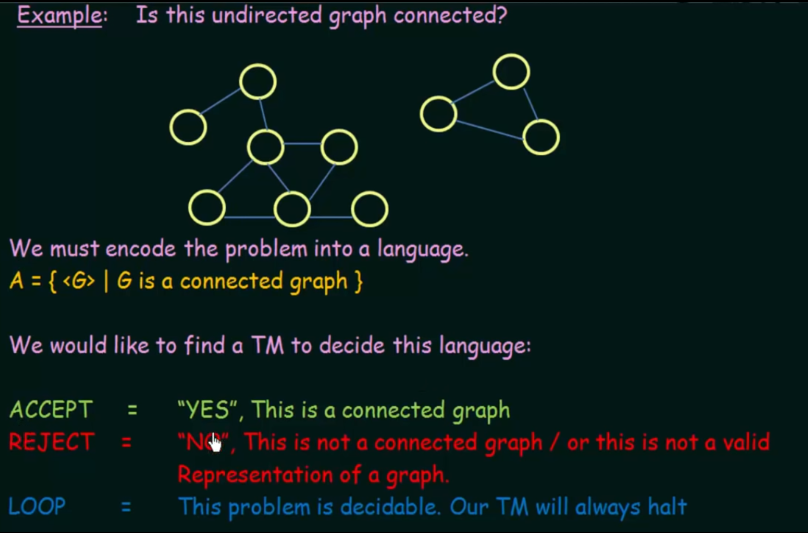 Example: Is this undirected graph connected?
We must encode the problem into a language.
A = { <G> | G is a connected graph }
We would like to find a TM to decide this language:
ACCEPT = “YES”, This is a connected graph
REJECT = “NO”, This is not a connected graph / or this is not a valid
Representation of a graph.
LOOP = This problem is decidable. Our TM will always halt